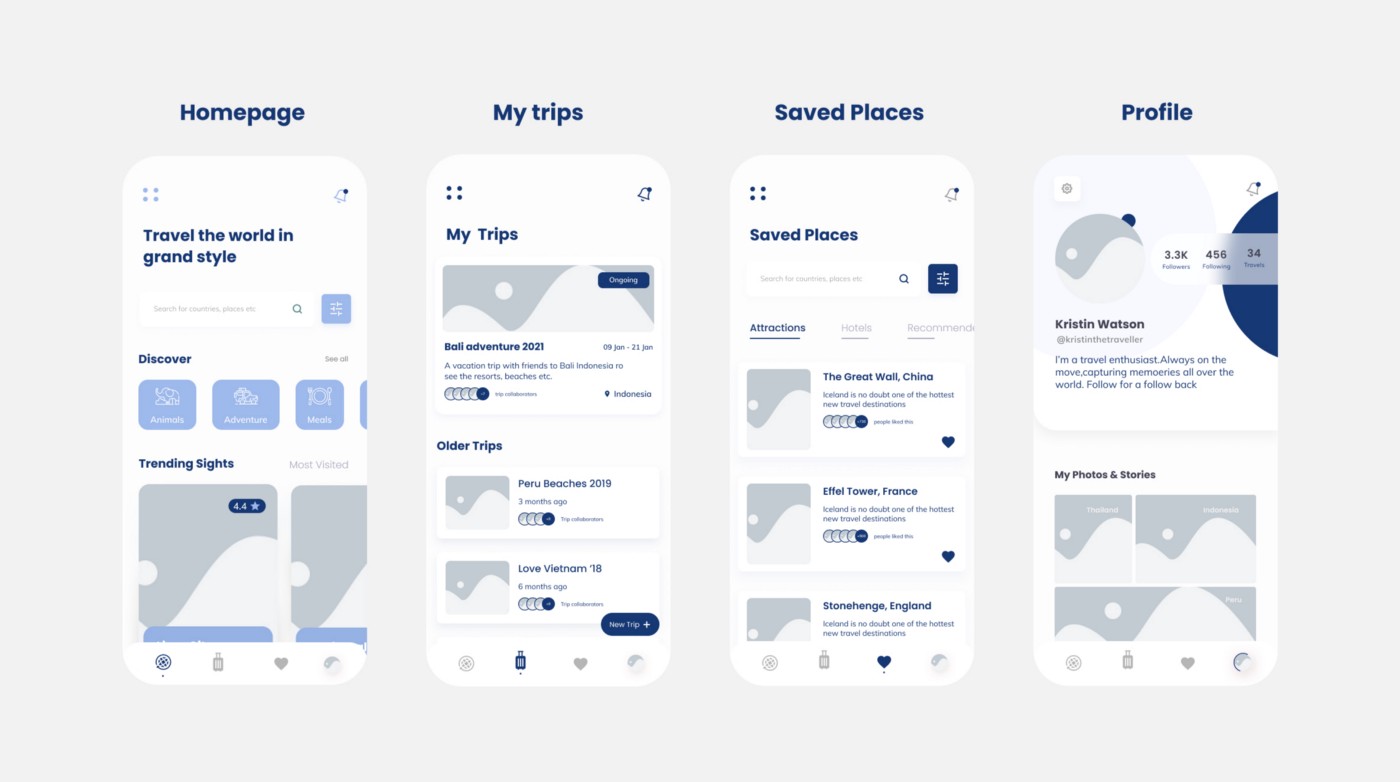 Homepage
My trips
Saved Places
Profile
Travel the world in
grand style
Search for countries, places etc
Discover
See all
Animals
Adventure
Meals
Trending Sights
Most Visited
4.4
My Trips
Ongoing
Bali adventure 2021
09 Jan - 21 Jan
A vacation trip with friends to Bali Indonesia ro
see the resorts, beaches etc.
trip collaborators
Indonesia
Older Trips
Peru Beaches 2019
3 months ago
Trip collaborators
Love Vietnam '18
6 months ago
Trip collaborators
New Trip +
Saved Places
Search for countries, places etc
Attractions
Hotels
Recommende
The Great Wall, China
Iceland is no doubt one of the hottest
new travel destinations
people liked this
Effel Tower, France
Iceland is no doubt one of the hottest
new travel destinations
people liked this
Stonehenge, England
Iceland is no doubt one of the hottest
new travel destinations
3.3K
456
34
Followers
Following
Travels
Kristin Watson
@kristinthetraveller
I'm a travel enthusiast.Always on the
move,capturing memoeries all over the
world. Follow for a follow back
My Photos & Stories
Thailand
Indonesia
Peru